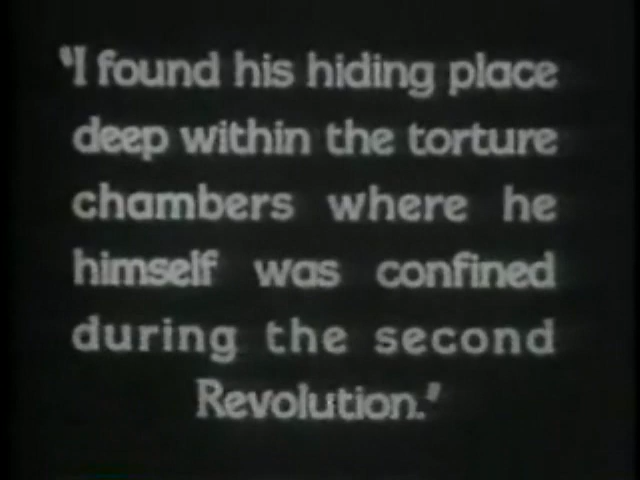 "I found his hiding place
deep within the torture
chambers where he
himself was confined
during the second
Revolution."